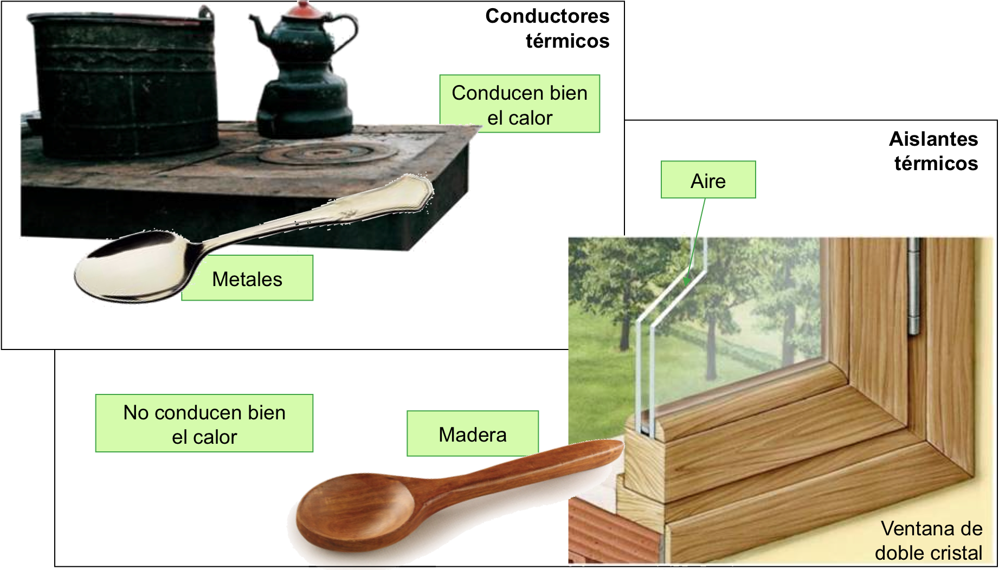 Conductores
térmicos
Conducen bien
el calor
Metales
Aislantes
térmicos
Aire
No conducen bien
el calor
Madera
Ventana de
doble cristal